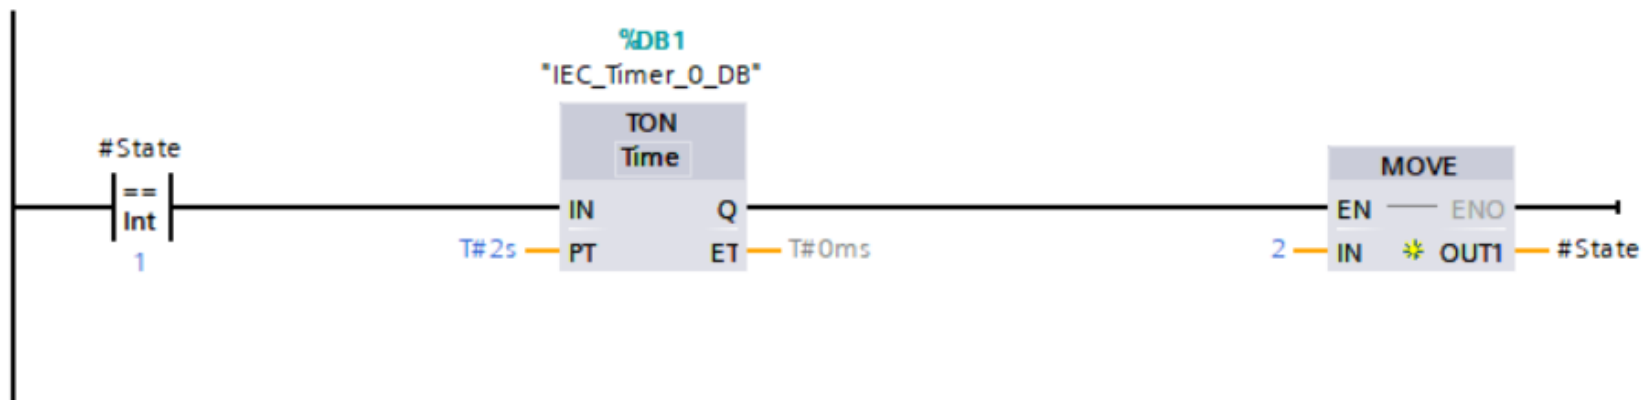 %DB1
"IEC_Timer_0_DB"
TON
Time
#State
==
Int
1
IN Q
T#2s PT ET T#0ms
MOVE
EN ENO
2 IN OUT1 #State